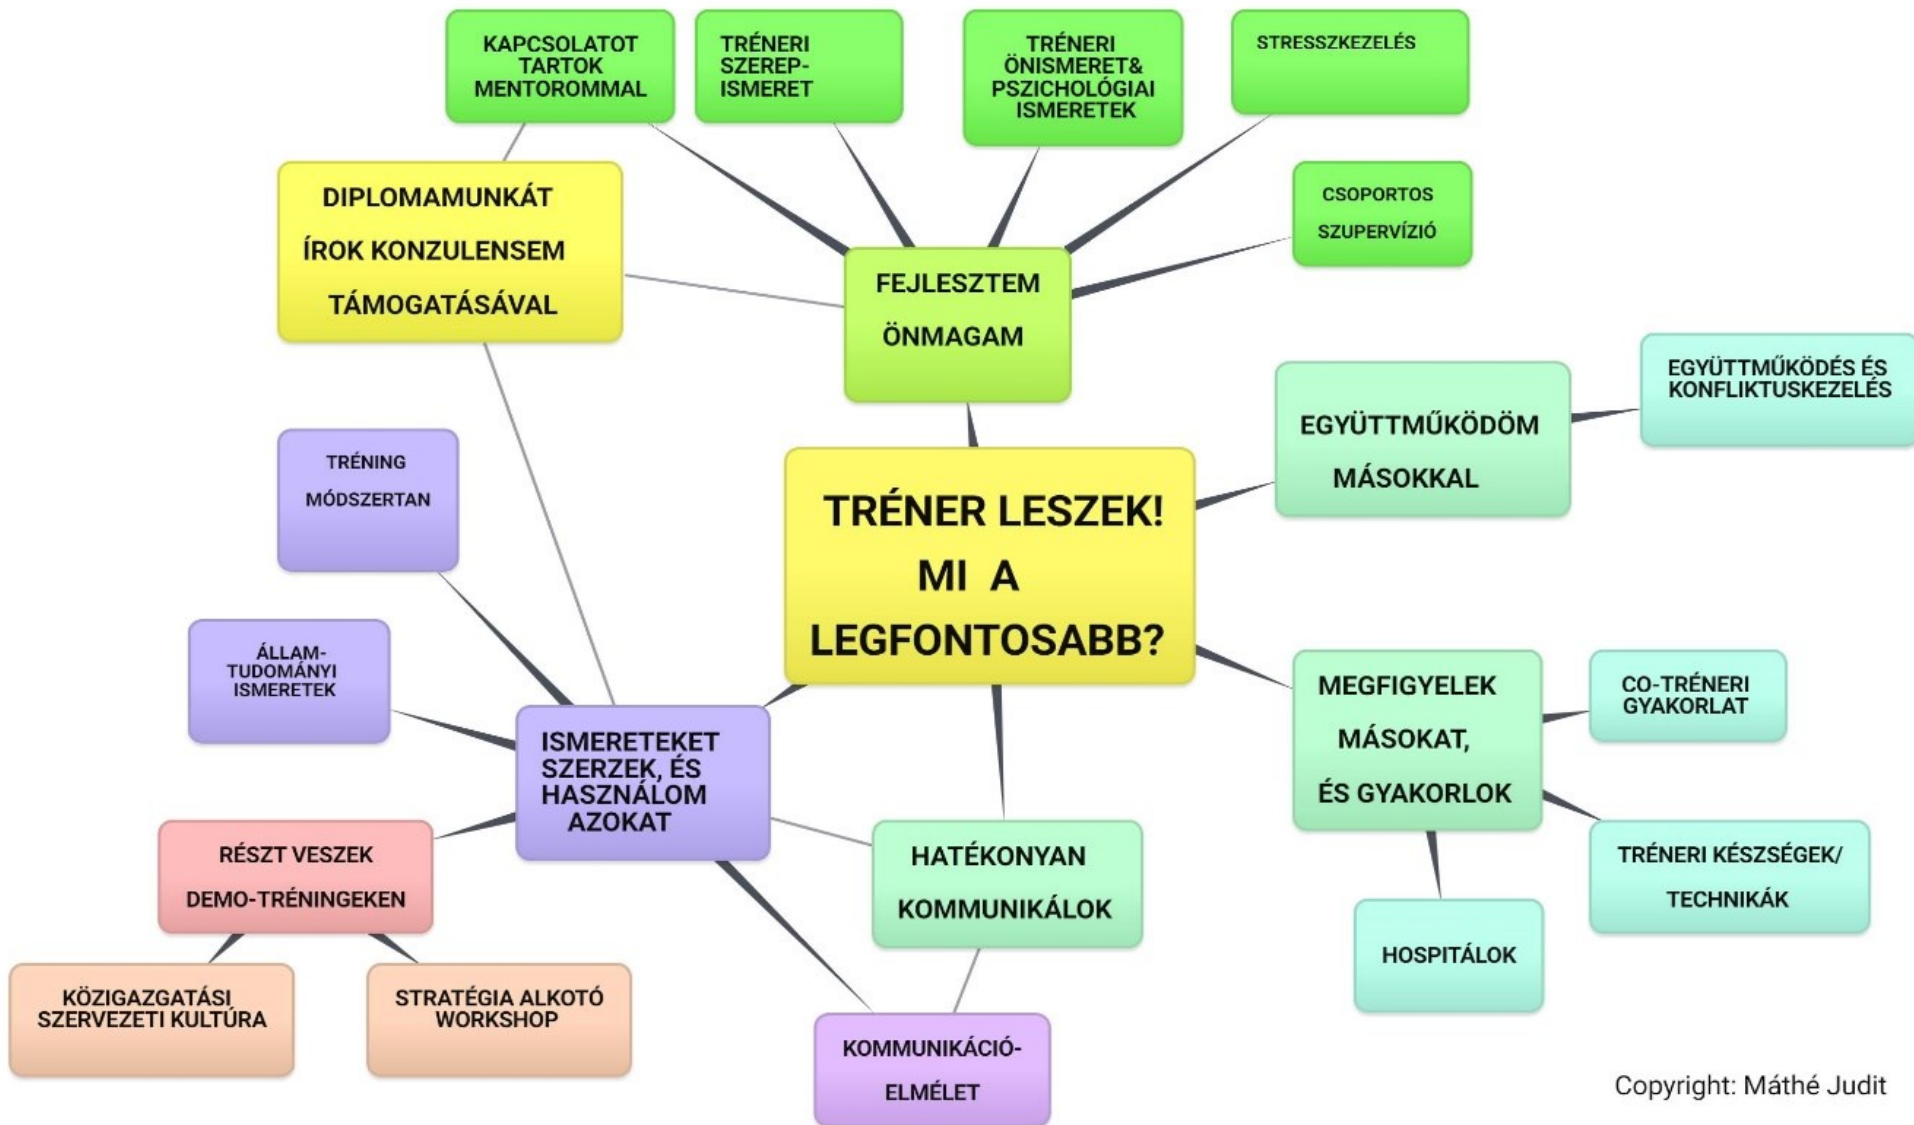 KAPCSOLATOT
TARTOK
MENTOROMMAL
TRÉNERI
SZEREP-
ISMERET
TRÉNERI
ÖNISMERET&
PSZICHOLÓGIAI
ISMERETEK
STRESSZKEZELÉS
DIPLOMAMUNKÁT
ÍROK KONZULENSEM
TÁMOGATÁSÁVAL
CSOPORTOS
SZUPERVÍZIÓ
FEJLESZTEM
ÖNMAGAM
EGYÜTTMŰKÖDÖM
MÁSOKKAL
EGYÜTTMŰKÖDÉS ÉS
KONFLIKTUSKEZELÉS
TRÉNING
MÓDSZERTAN
TRÉNER LESZEK!
MI A
LEGFONTOSABB?
ÁLLAM-
TUDOMÁNYI
ISMERETEK
ISMERETEKET
SZERZEK, ÉS
HASZNÁLOM
AZOKAT
MEGFIGYELEK
MÁSOKAT,
ÉS GYAKORLOK
CO-TRÉNERI
GYAKORLAT
RÉSZT VESZEK
DEMO-TRÉNINGEKEN
HATÉKONYAN
KOMMUNIKÁLOK
TRÉNERI KÉSZSÉGEK/
TECHNIKÁK
HOSPITÁLOK
KÖZIGAZGATÁSI
SZERVEZETI KULTÚRA
STRATÉGIA ALKOTÓ
WORKSHOP
KOMMUNIKÁCIÓ-
ELMÉLET
Copyright: Máthé Judit